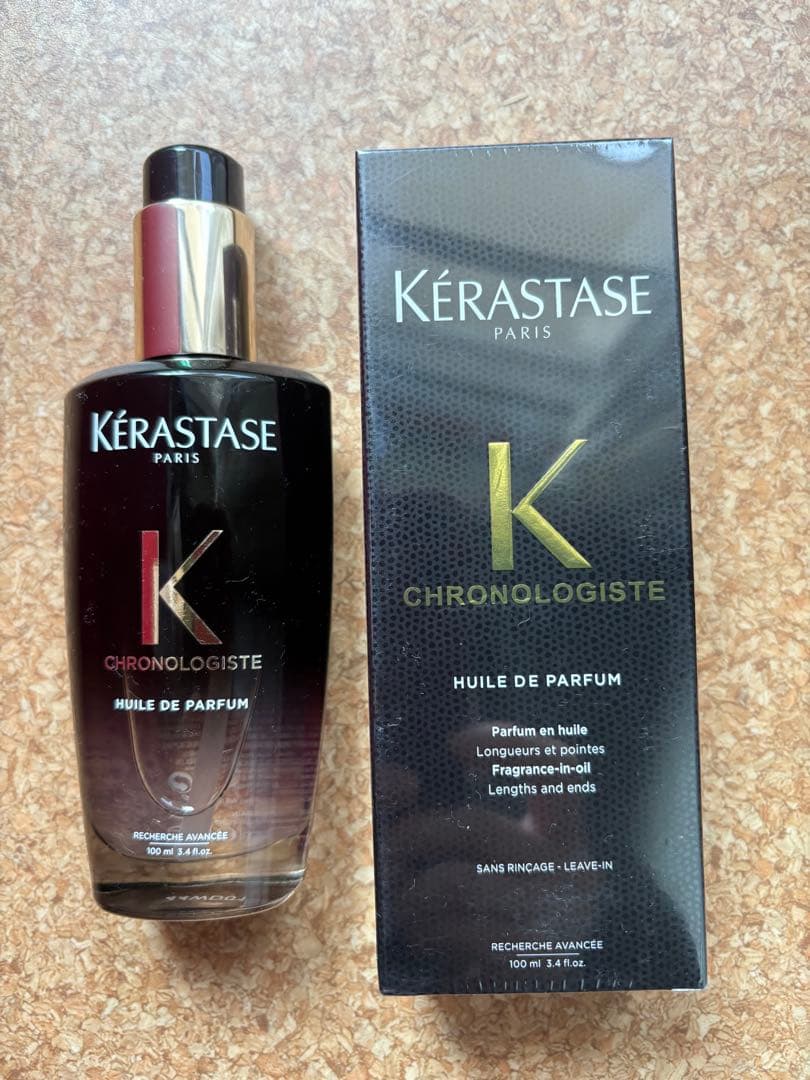 KÉRASTASE
PARIS
K
CHRONOLOGISTE
HUILE DE PARFUM
RECHERCHE AVANCÉE
100 ml 3.4 fl.oz.
KÉRASTASE
PARIS
K
CHRONOLOGISTE
HUILE DE PARFUM
Parfum en huile
Longueurs et pointes
Fragrance-in-oil
Lengths and ends
SANS RINÇAGE - LEAVE-IN
RECHERCHE AVANCÉE
100 ml 3.4 fl.oz.